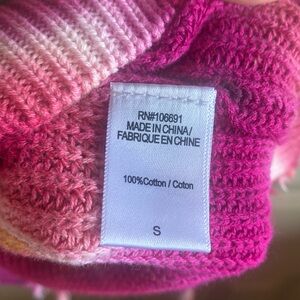 RN#106691
MADE IN CHINA/
FABRIQUE EN CHINE
100%Cotton / Coton
S